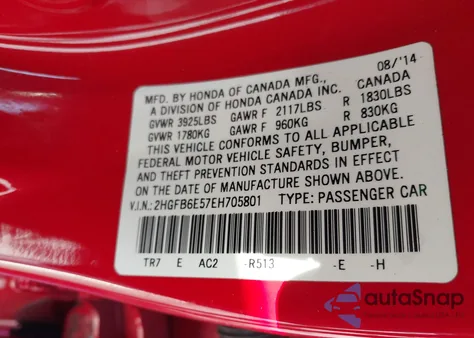 08/'14
MFD. BY HONDA OF CANADA MFG., CANADA
A DIVISION OF HONDA CANADA INC.
GVWR 3925LBS GAWR F 2117LBS R 1830LBS
GVWR 1780KG GAWR F 960KG R 830KG
THIS VEHICLE CONFORMS TO ALL APPLICABLE
FEDERAL MOTOR VEHICLE SAFETY, BUMPER,
AND THEFT PREVENTION STANDARDS IN EFFECT
ON THE DATE OF MANUFACTURE SHOWN ABOVE.
V.I.N.: 2HGFB6E57EH705801 TYPE: PASSENGER CAR
TR7 E AC2 -R513 -E -H
autoSnap